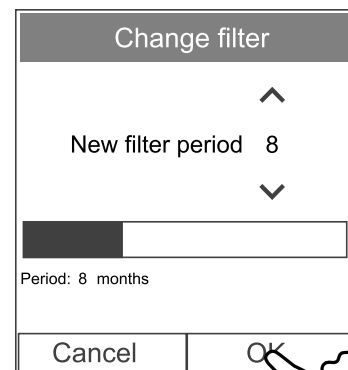 Change filter
New filter period 8
Period: 8 months
Cancel OK